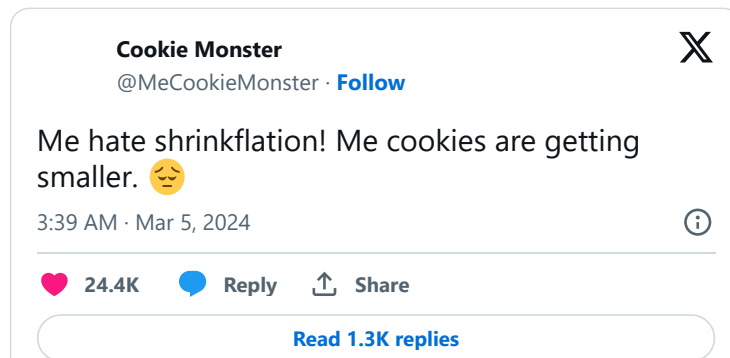 Cookie Monster
@MeCookieMonster · Follow
Me hate shrinkflation! Me cookies are getting
smaller. 😔
3:39 AM · Mar 5, 2024
24.4K Reply Share
Read 1.3K replies